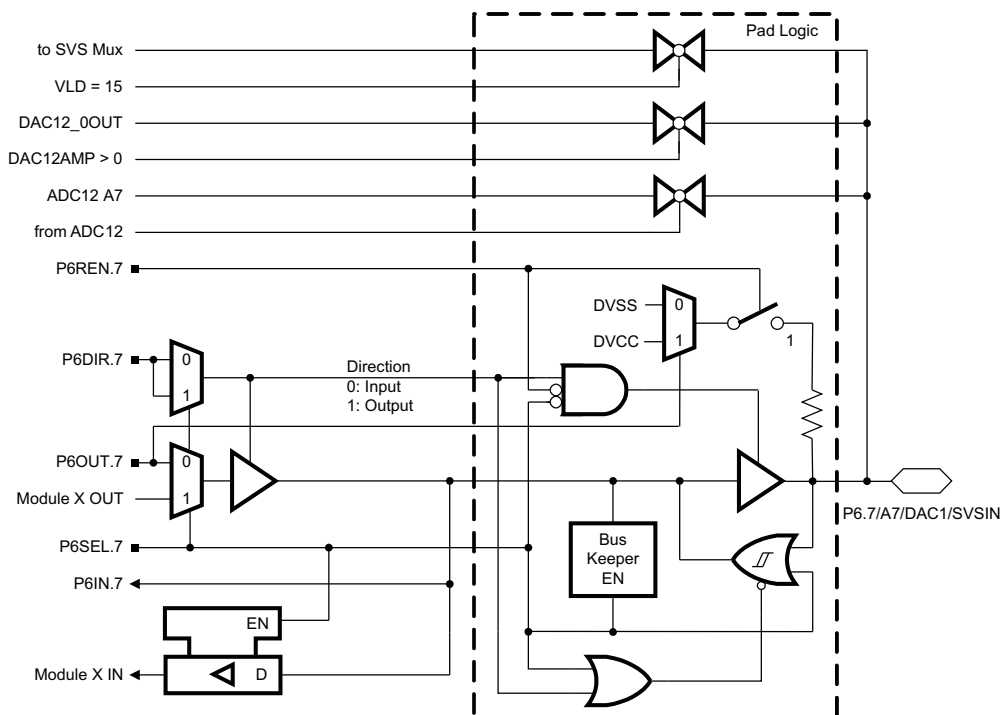 Pad Logic
to SVS Mux
VLD = 15
DAC12_0OUT
DAC12AMP > 0
ADC12 A7
from ADC12
P6REN.7
DVSS
0
DVCC
1
1
P6DIR.7
0
1
Direction
0: Input
1: Output
P6OUT.7
0
Module X OUT
1
P6.7/A7/DAC1/SVSIN
P6SEL.7
Bus
Keeper
EN
P6IN.7
EN
Module X IN
D